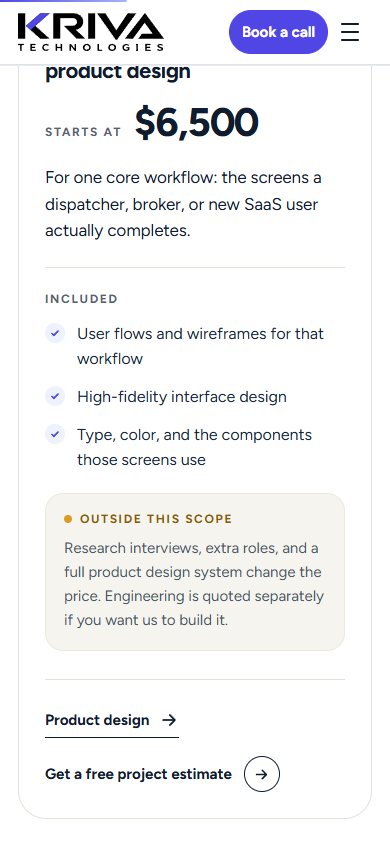 KRIVA
TECHNOLOGIES
Book a call
product design
STARTS AT $6,500
For one core workflow: the screens a
dispatcher, broker, or new SaaS user
actually completes.
INCLUDED
User flows and wireframes for that
workflow
High-fidelity interface design
Type, color, and the components
those screens use
OUTSIDE THIS SCOPE
Research interviews, extra roles, and a
full product design system change the
price. Engineering is quoted separately
if you want us to build it.
Product design
Get a free project estimate